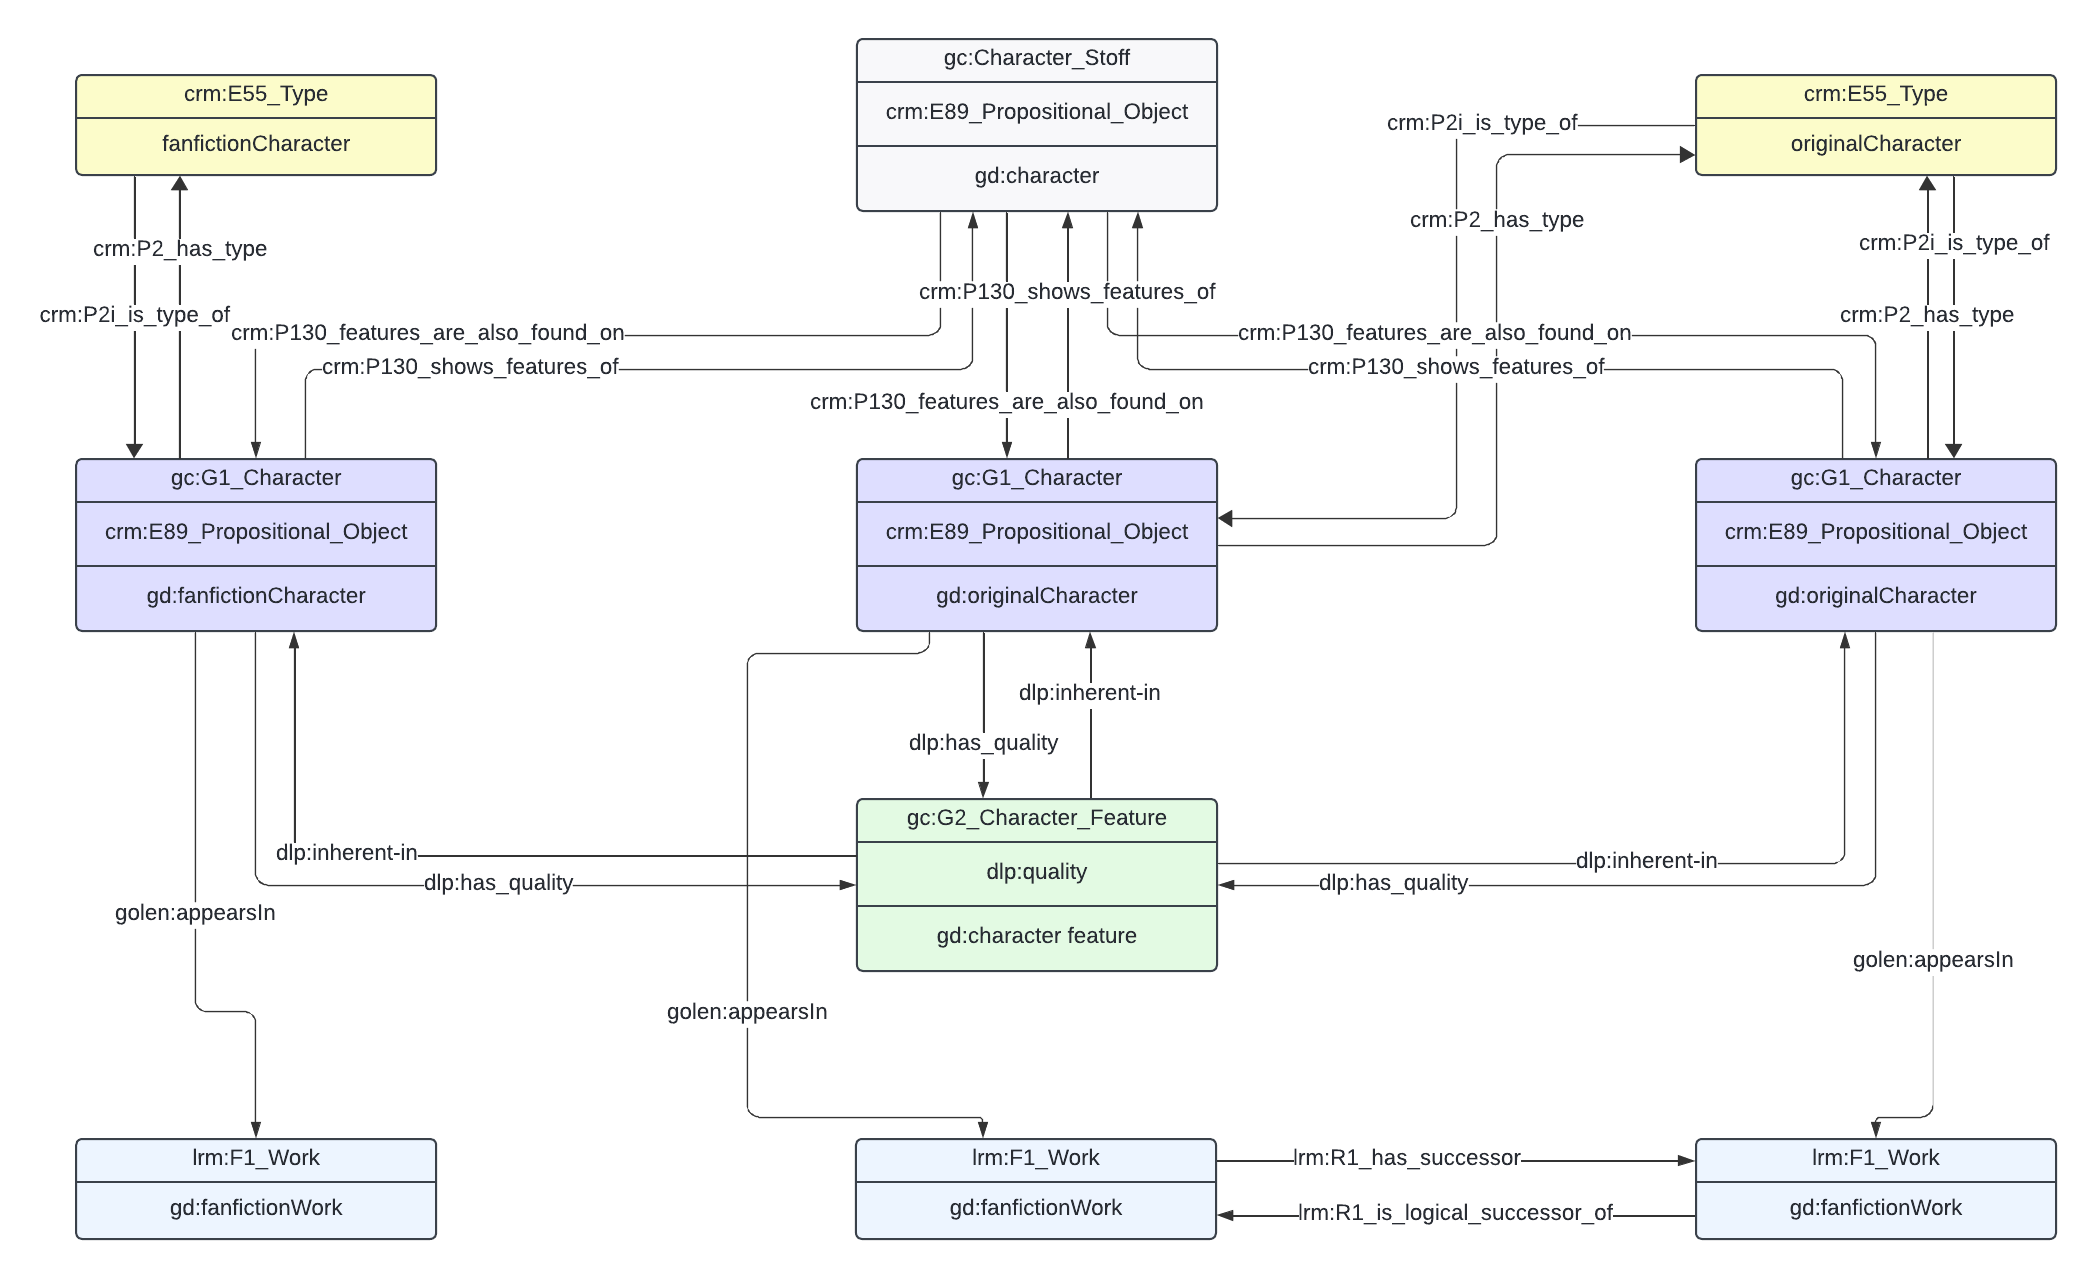 gc:Character_Stoff
crm:E89_Propositional_Object
gd:character
crm:E55_Type
fanfictionCharacter
crm:E55_Type
originalCharacter
crm:P2i_is_type_of
crm:P2_has_type
crm:P2_has_type
crm:P2i_is_type_of
crm:P2i_is_type_of
crm:P2_has_type
crm:P130_shows_features_of
crm:P130_features_are_also_found_on
crm:P130_shows_features_of
crm:P130_features_are_also_found_on
crm:P130_shows_features_of
crm:P130_features_are_also_found_on
gc:G1_Character
crm:E89_Propositional_Object
gd:fanfictionCharacter
gc:G1_Character
crm:E89_Propositional_Object
gd:originalCharacter
gc:G1_Character
crm:E89_Propositional_Object
gd:originalCharacter
dlp:inherent-in
dlp:has_quality
gc:G2_Character_Feature
dlp:quality
gd:character feature
dlp:inherent-in
dlp:has_quality
dlp:inherent-in
dlp:has_quality
golen:appearsIn
golen:appearsIn
golen:appearsIn
lrm:F1_Work
gd:fanfictionWork
lrm:F1_Work
gd:fanfictionWork
lrm:R1_has_successor
lrm:R1_is_logical_successor_of
lrm:F1_Work
gd:fanfictionWork